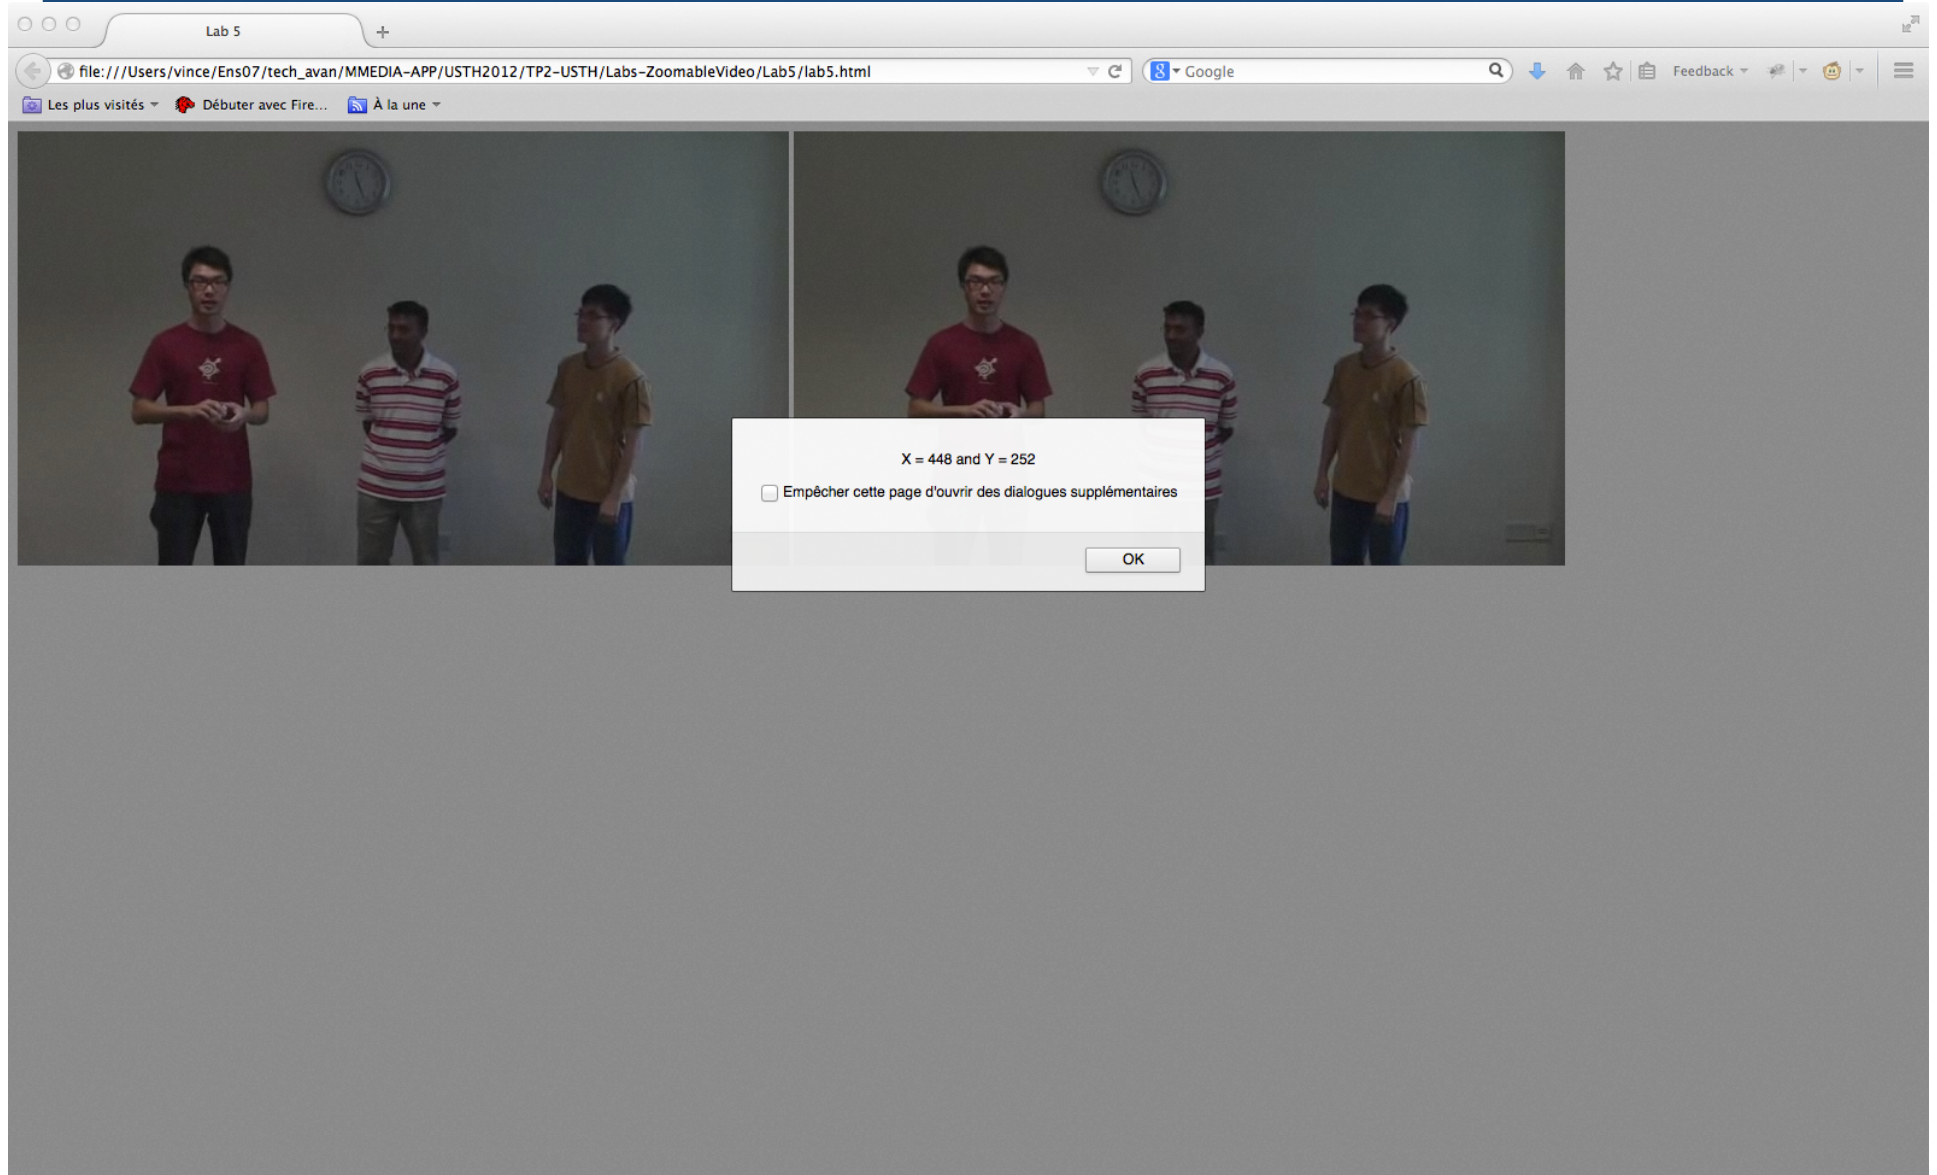 Lab 5
file:///Users/vince/Ens07/tech_avan/MMEDIA-APP/USTH2012/TP2-USTH/Labs-ZoomableVideo/Lab5/lab5.html
Google
Feedback
Les plus visités
Débuter avec Fire...
À la une
X = 448 and Y = 252
Empêcher cette page d'ouvrir des dialogues supplémentaires
OK